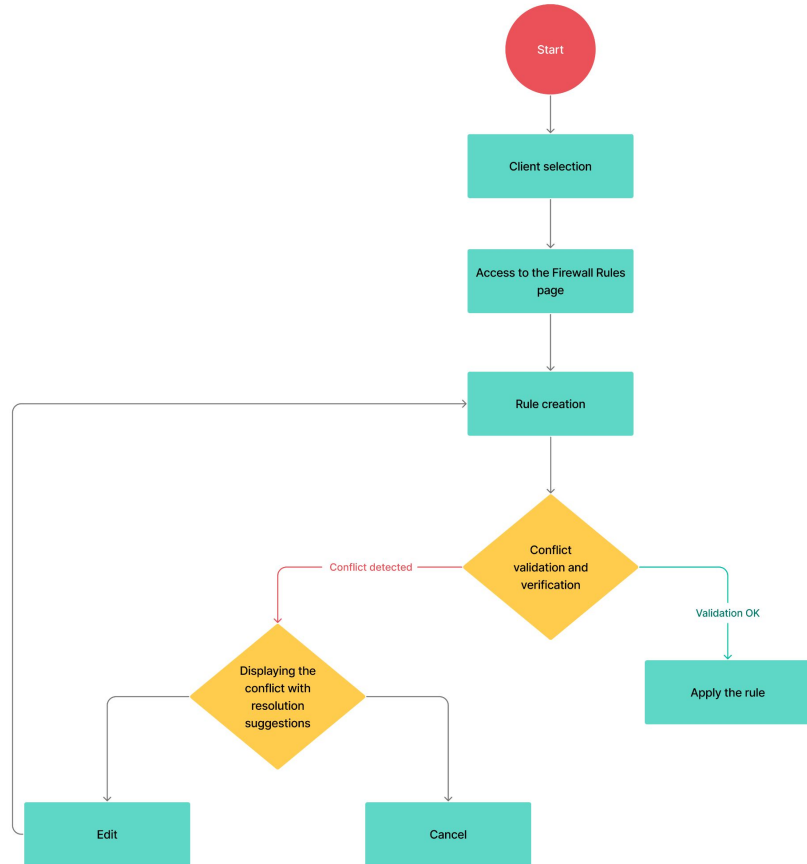 Start
Client selection
Access to the Firewall Rules
page
Rule creation
Conflict
validation and
verification
Conflict detected
Validation OK
Displaying the
conflict with
resolution
suggestions
Apply the rule
Edit
Cancel